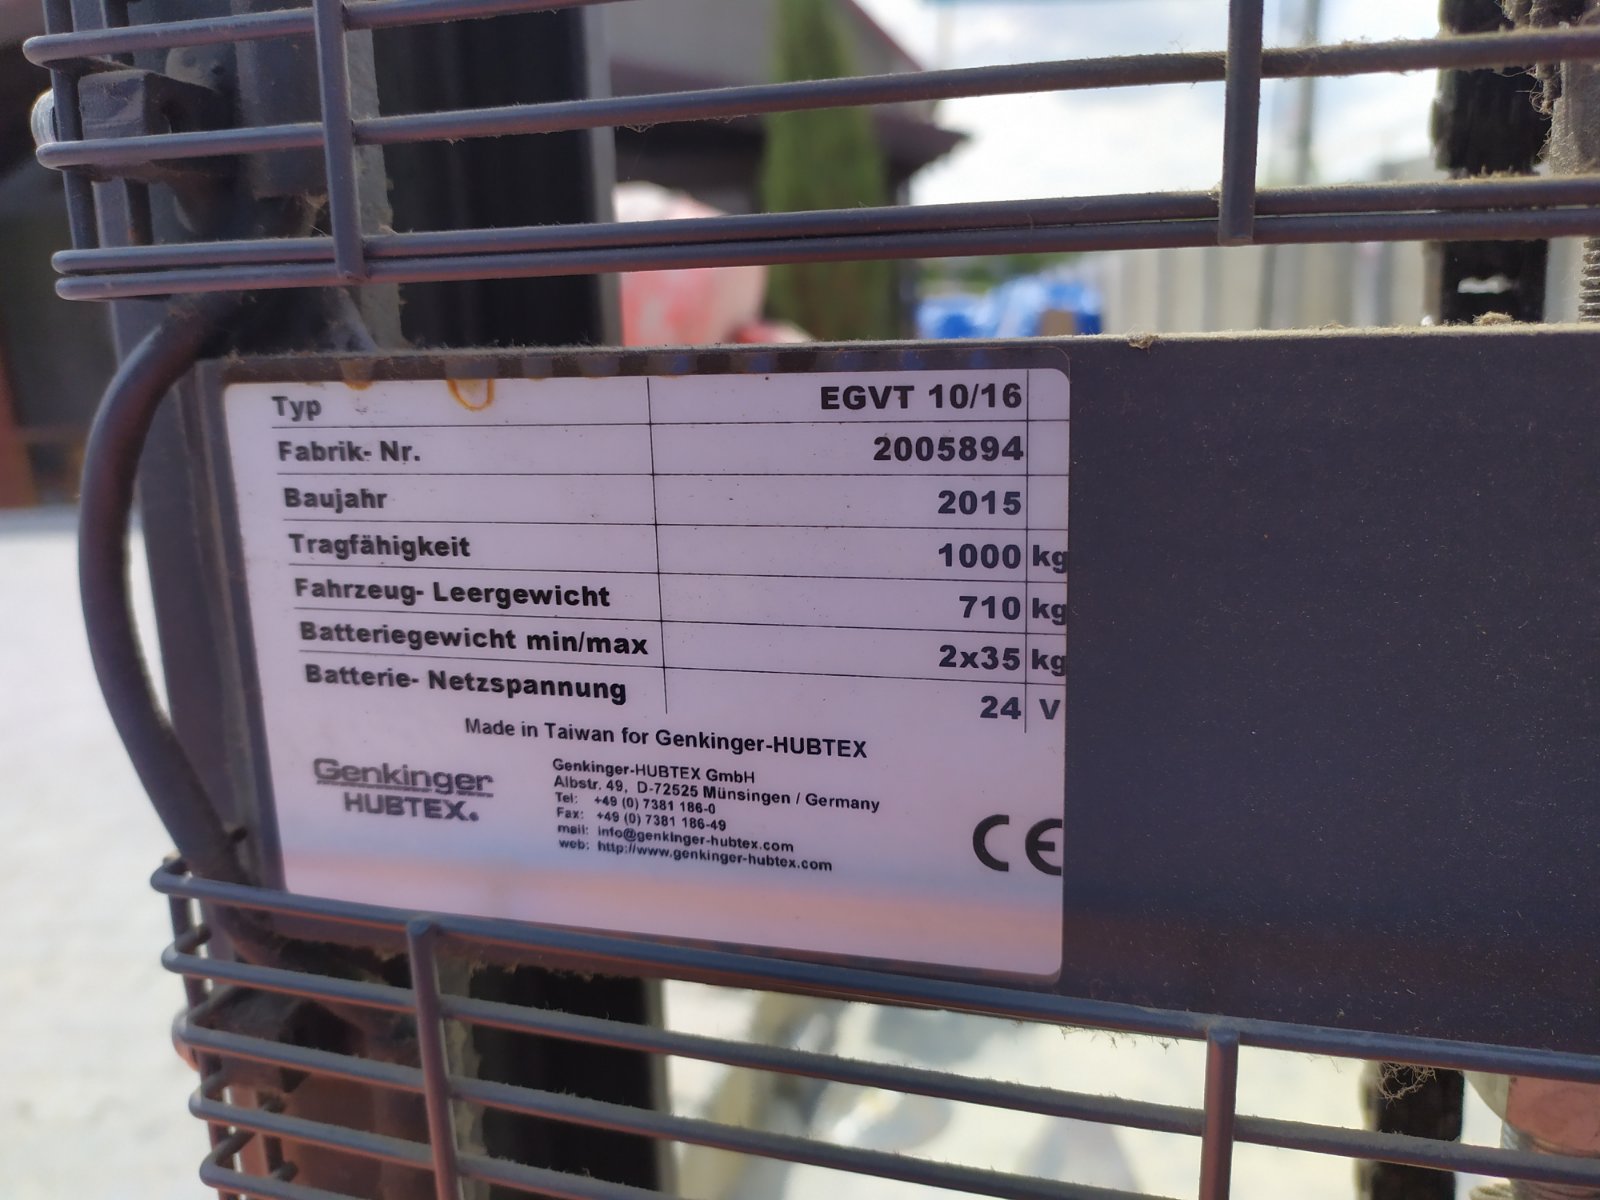 Typ EGVT 10/16
Fabrik- Nr. 2005894
Baujahr 2015
Tragfähigkeit 1000 kg
Fahrzeug- Leergewicht 710 kg
Batteriegewicht min/max 2x35 kg
Batterie- Netzspannung 24 V
Made in Taiwan for Genkinger-HUBTEX
Genkinger
HUBTEX.
Genkinger-HUBTEX GmbH
Albstr. 49, D-72525 Münsingen / Germany
Tel: +49 (0) 7381 186-0
Fax: +49 (0) 7381 186-49
mail: info@genkinger-hubtex.com
web: http://www.genkinger-hubtex.com
CE